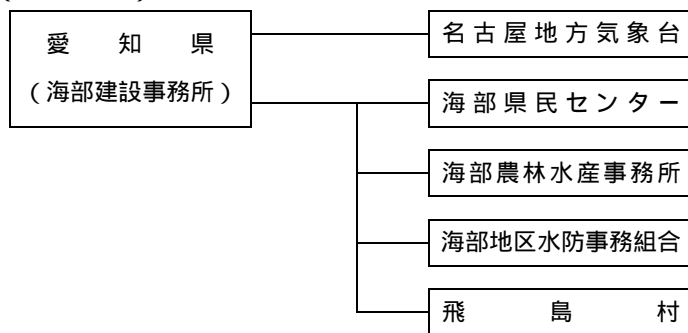 愛知県
(海部建設事務所)
名古屋地方気象台
海部県民センター
海部農林水産事務所
海部地区水防事務組合
飛島村